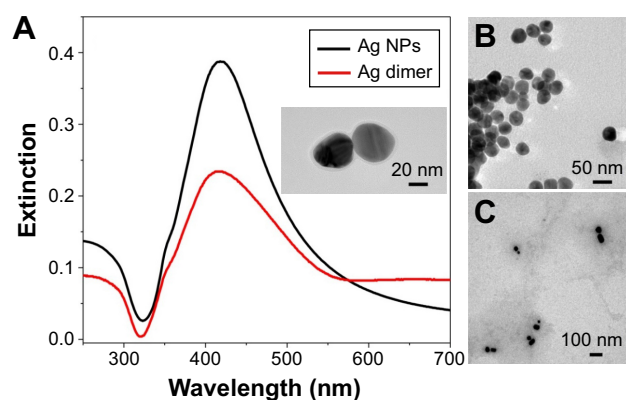 A
Ag NPs
Ag dimer
20 nm
Extinction
0.4
0.3
0.2
0.1
0.0
300
400
500
600
700
Wavelength (nm)
B
50 nm
C
100 nm